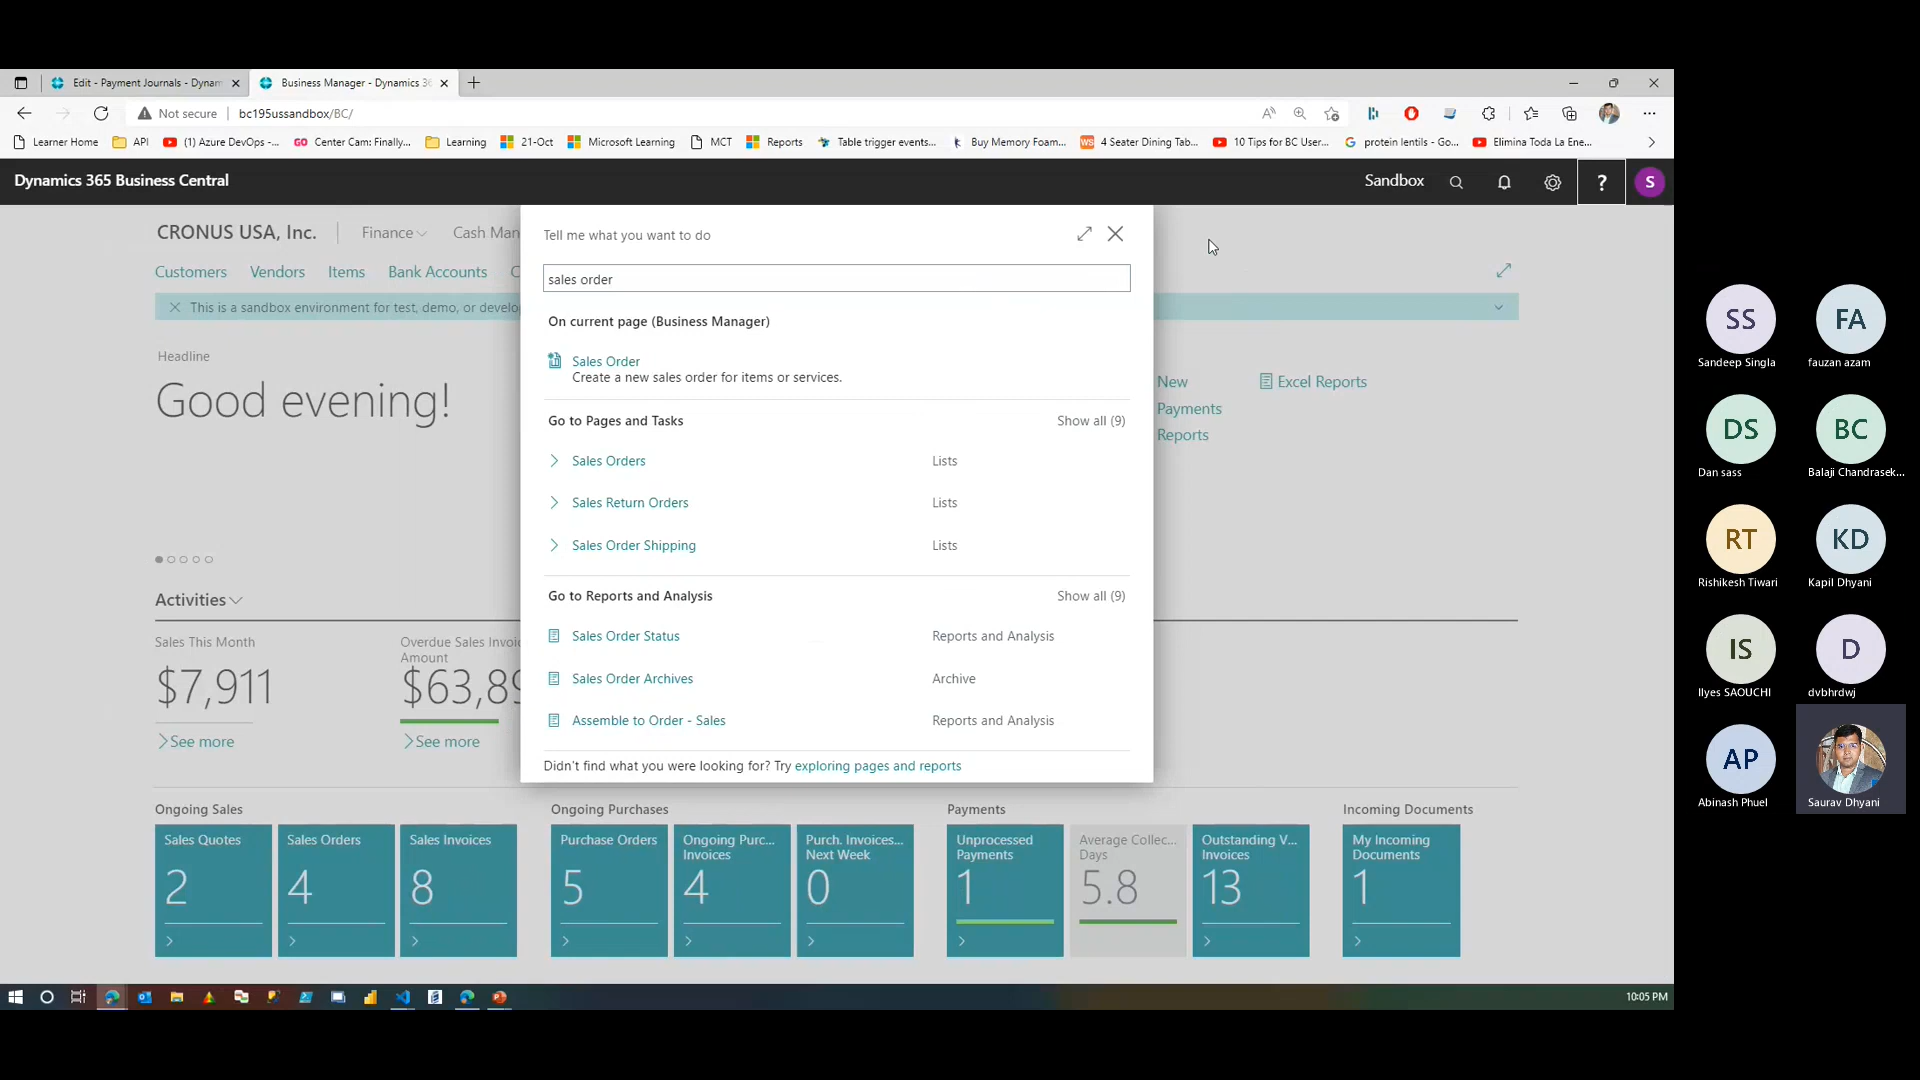 Edit - Payment Journals - Dynam
Business Manager - Dynamics 36
Not secure
bc195ussandbox/BC/
Learner Home
API
(1) Azure DevOps -...
Center Cam: Finally...
Learning
21-Oct
Microsoft Learning
MCT
Reports
Table trigger events...
Buy Memory Foam...
4 Seater Dining Tab...
10 Tips for BC User...
protein lentils - Go...
Elimina Toda La Ene...
Dynamics 365 Business Central
Sandbox
?
S
CRONUS USA, Inc.
Finance
Cash Man
Customers
Vendors
Items
Bank Accounts
C
This is a sandbox environment for test, demo, or develo
Headline
Good evening!
Tell me what you want to do
sales order
On current page (Business Manager)
Sales Order
Create a new sales order for items or services.
Go to Pages and Tasks
Show all (9)
Sales Orders
Lists
Sales Return Orders
Lists
Sales Order Shipping
Lists
Go to Reports and Analysis
Show all (9)
Sales Order Status
Reports and Analysis
Sales Order Archives
Archive
Assemble to Order - Sales
Reports and Analysis
Didn't find what you were looking for? Try exploring pages and reports
New
Payments
Reports
Excel Reports
Activities
Sales This Month
$7,911
See more
Overdue Sales Invoi
Amount
$63,89
See more
Ongoing Sales
Sales Quotes
2
Sales Orders
4
Sales Invoices
8
Ongoing Purchases
Purchase Orders
5
Ongoing Purc...
Invoices
4
Purch. Invoices...
Next Week
0
Payments
Unprocessed
Payments
1
Average Collec...
Days
5.8
Outstanding V...
Invoices
13
Incoming Documents
My Incoming
Documents
1
10:05 PM
SS
Sandeep Singla
FA
fauzan azam
DS
Dan sass
BC
Balaji Chandrasek...
RT
Rishikesh Tiwari
KD
Kapil Dhyani
IS
Ilyes SAOUCHI
D
dvbhrdwj
AP
Abinash Phuel
Saurav Dhyani